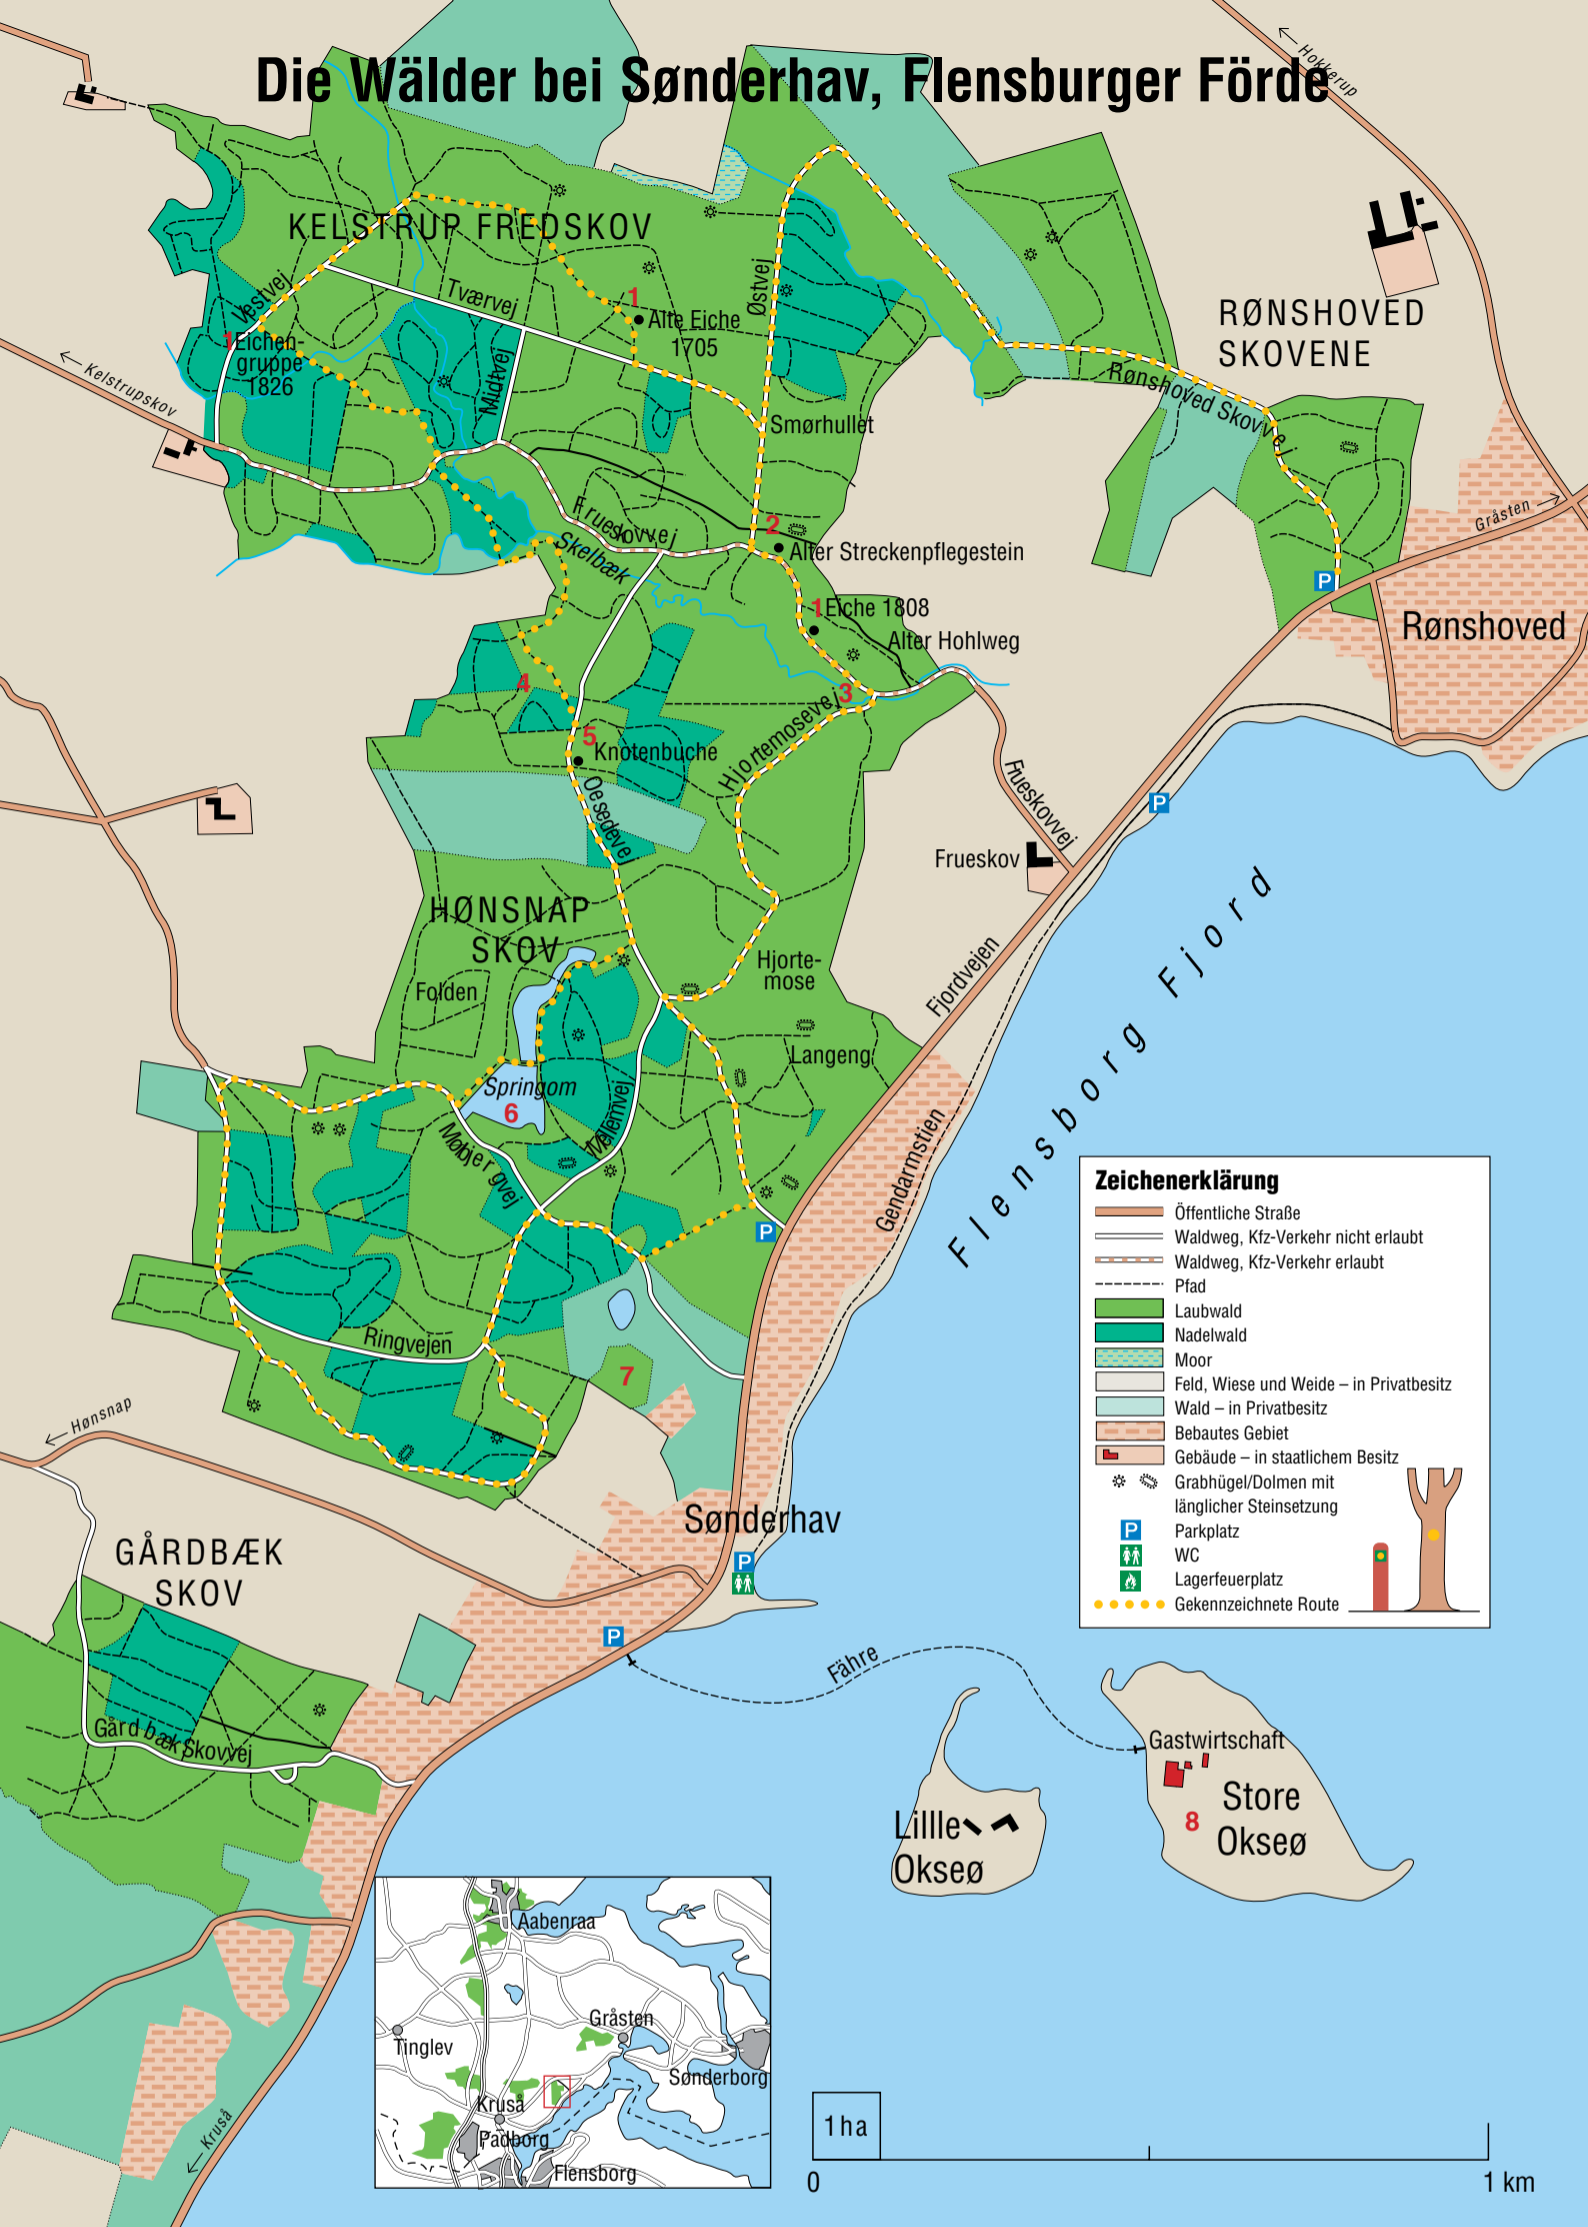 Die Wälder bei Sønderhav, Flensburger Förde
← Hokkerup
KELSTRUP FREDSKOV
Vestvej
Tværvej
Østvej
1
Alte Eiche
1705
RØNSHOVED
SKOVENE
1
Eichen-
gruppe
1826
← Kelstrupskov
Midtvej
Rønshoved Skovvej
Smørhullet
Frueskovvej
2
Alter Streckenpflegestein
Gråsten →
Skelbæk
P
1
Eiche 1808
Rønshoved
Alter Hohlweg
4
3
5
Knotenbuche
Hjortemosevej
Oesedevej
Frueskovvej
P
Frueskov
HØNSNAP
SKOV
Folden
Hjorte-
mose
Fjordvejen
Flensborg Fjord
Langeng
Springom
6
Møbjergvej
Mellemvej
Gendarmstien
P
Ringvejen
7
← Hønsnap
Sønderhav
P
GÅRDBÆK
SKOV
P
Gårdbæk Skovvej
Fähre
Zeichenerklärung
Öffentliche Straße
Waldweg, Kfz-Verkehr nicht erlaubt
Waldweg, Kfz-Verkehr erlaubt
Pfad
Laubwald
Nadelwald
Moor
Feld, Wiese und Weide – in Privatbesitz
Wald – in Privatbesitz
Bebautes Gebiet
Gebäude – in staatlichem Besitz
Grabhügel/Dolmen mit
länglicher Steinsetzung
P
Parkplatz
WC
Lagerfeuerplatz
Gekennzeichnete Route
Gastwirtschaft
8
Store
Okseø
Lillle
Okseø
← Kruså
Aabenraa
Gråsten
Tinglev
Sønderborg
Kruså
Padborg
Flensborg
1 ha
0
1 km